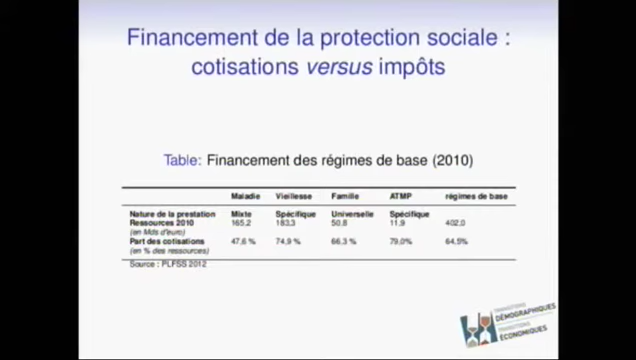 Financement de la protection sociale :
cotisations versus impôts
Table: Financement des régimes de base (2010)
Maladie Vieillesse Famille ATMP régimes de base
Nature de la prestation Mixte Spécifique Universelle Spécifique
Ressources 2010 165,2 183,3 50,8 11,9 402,0
(en Mds d'euro)
Part des cotisations 47,6 % 74,9 % 66.3 % 79,0% 64,5%
(en % des ressources)
Source : PLFSS 2012
TRANSITIONS
DÉMOGRAPHIQUES
TRANSITIONS
ÉCONOMIQUES